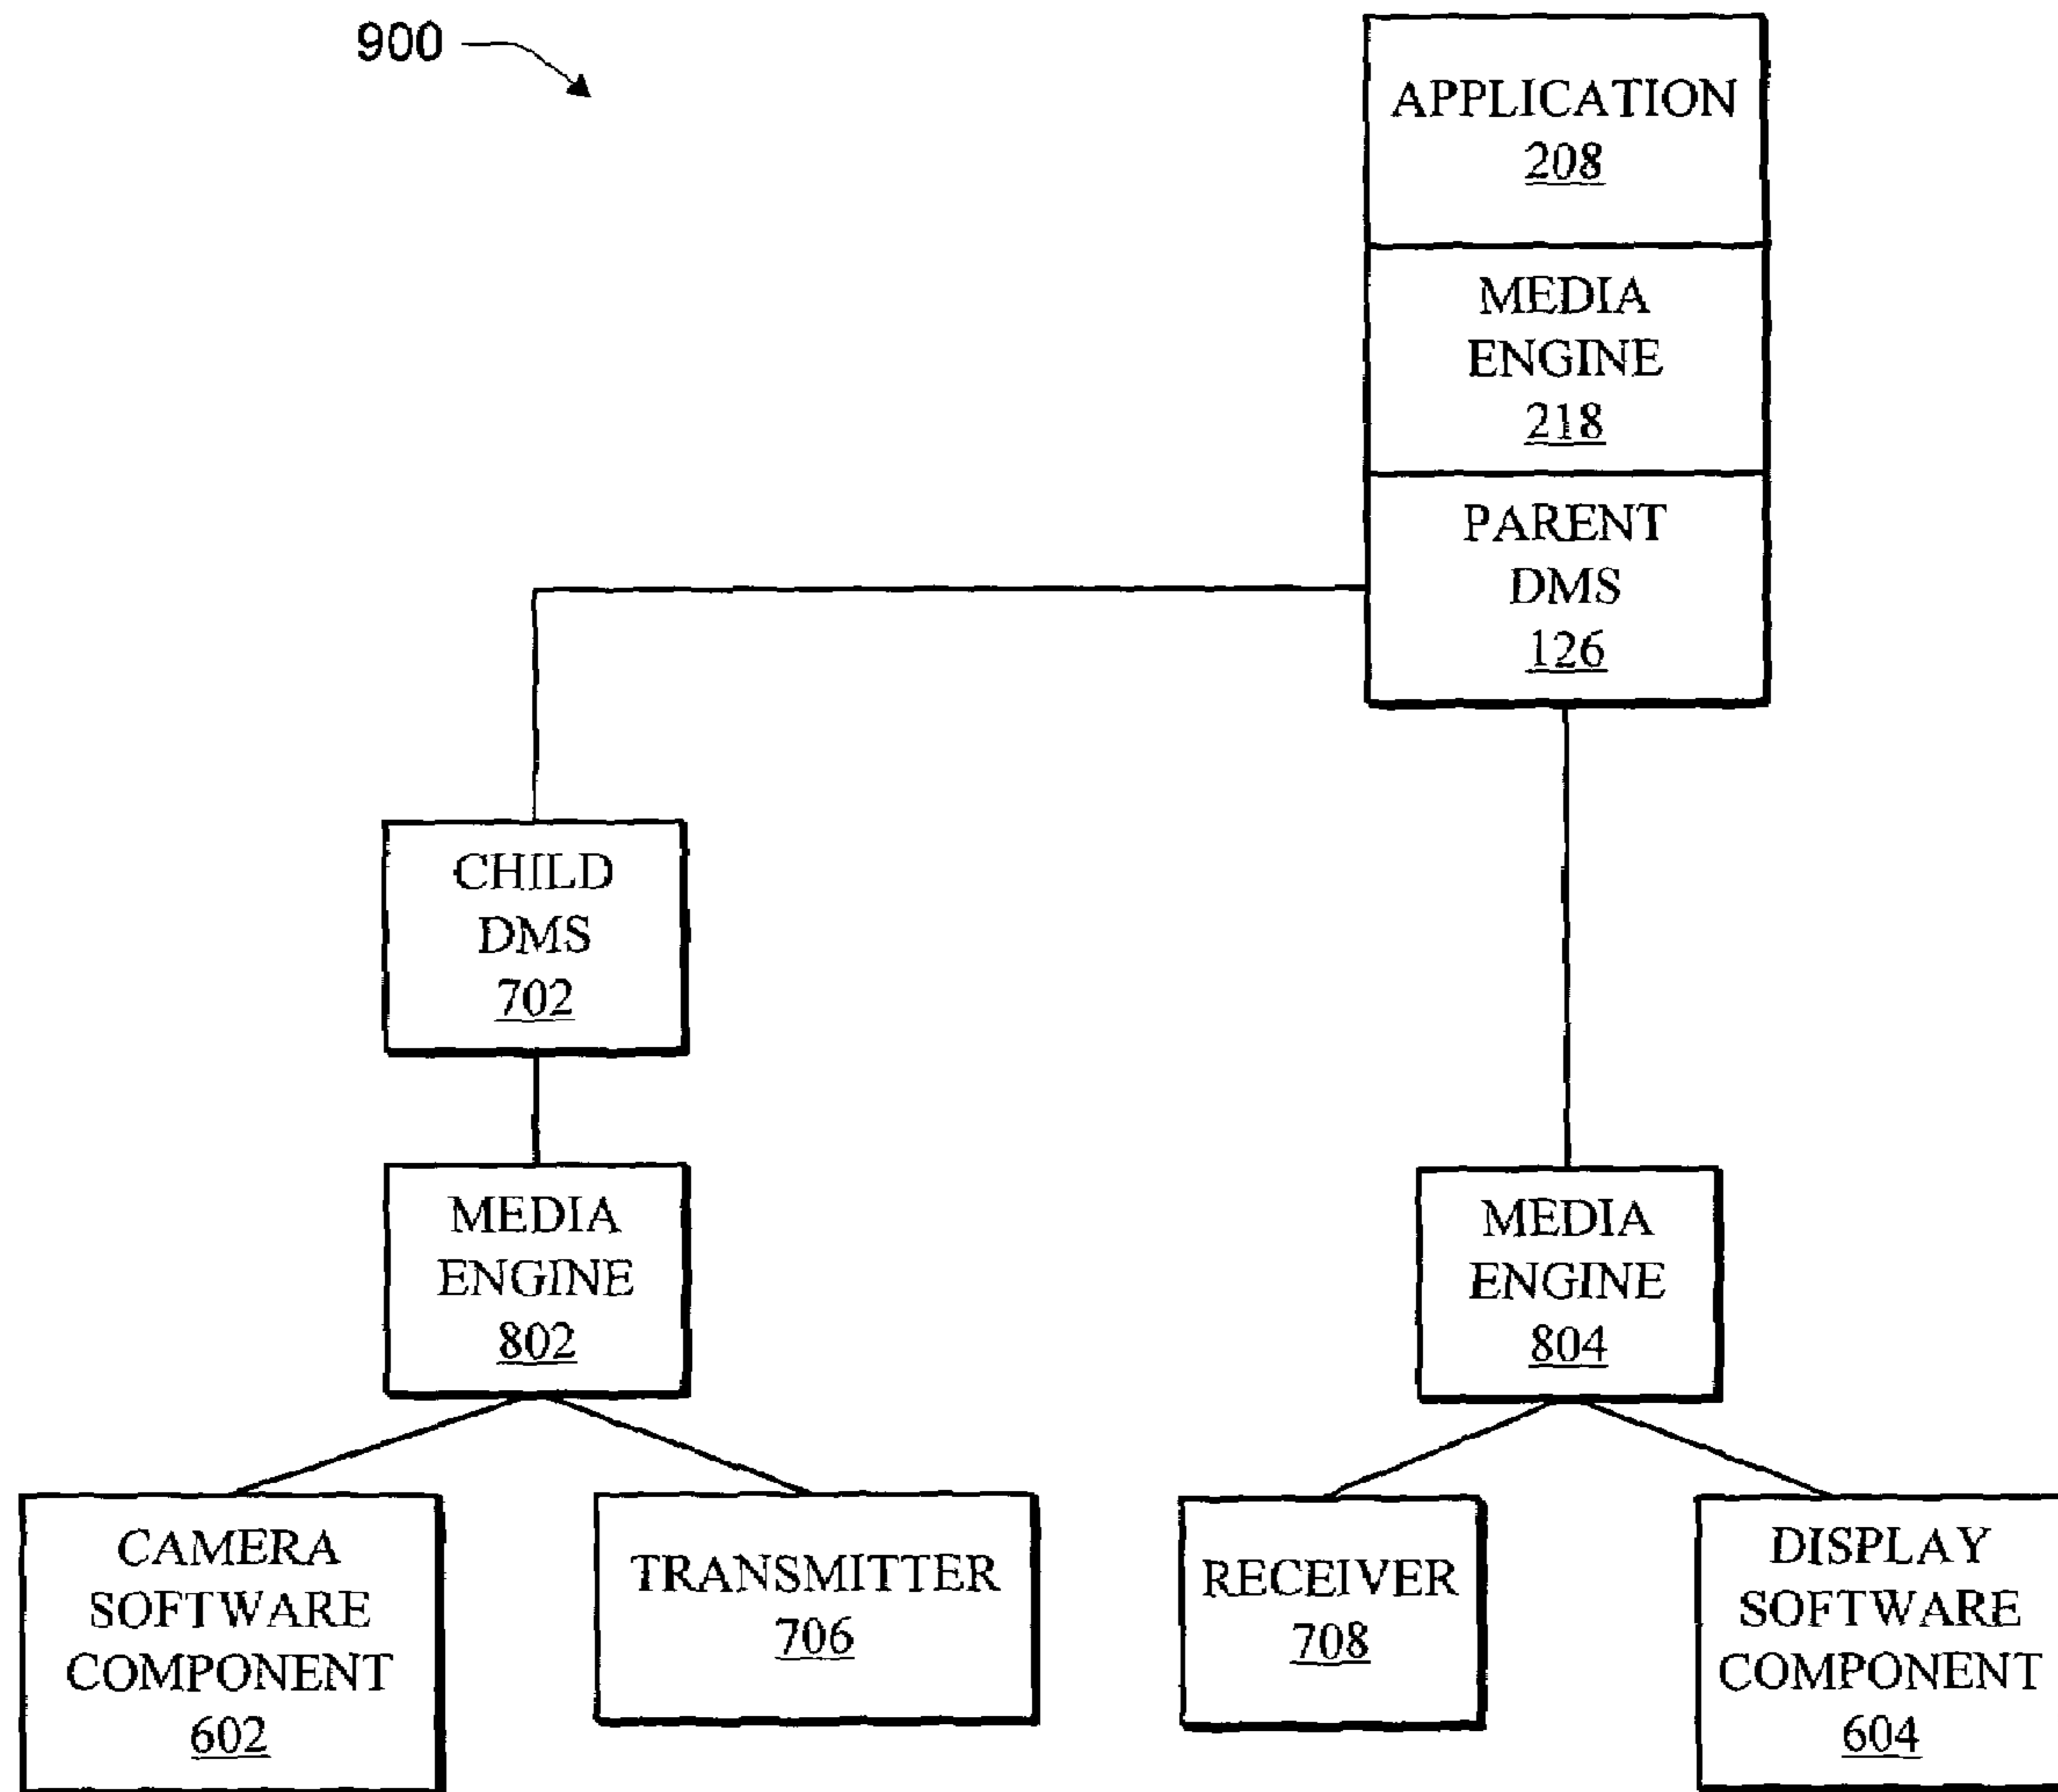 900
APPLICATION
208
MEDIA
ENGINE
218
PARENT
DMS
126
CHILD
DMS
702
MEDIA
ENGINE
802
MEDIA
ENGINE
804
CAMERA
SOFTWARE
COMPONENT
602
TRANSMITTER
706
RECEIVER
708
DISPLAY
SOFTWARE
COMPONENT
604